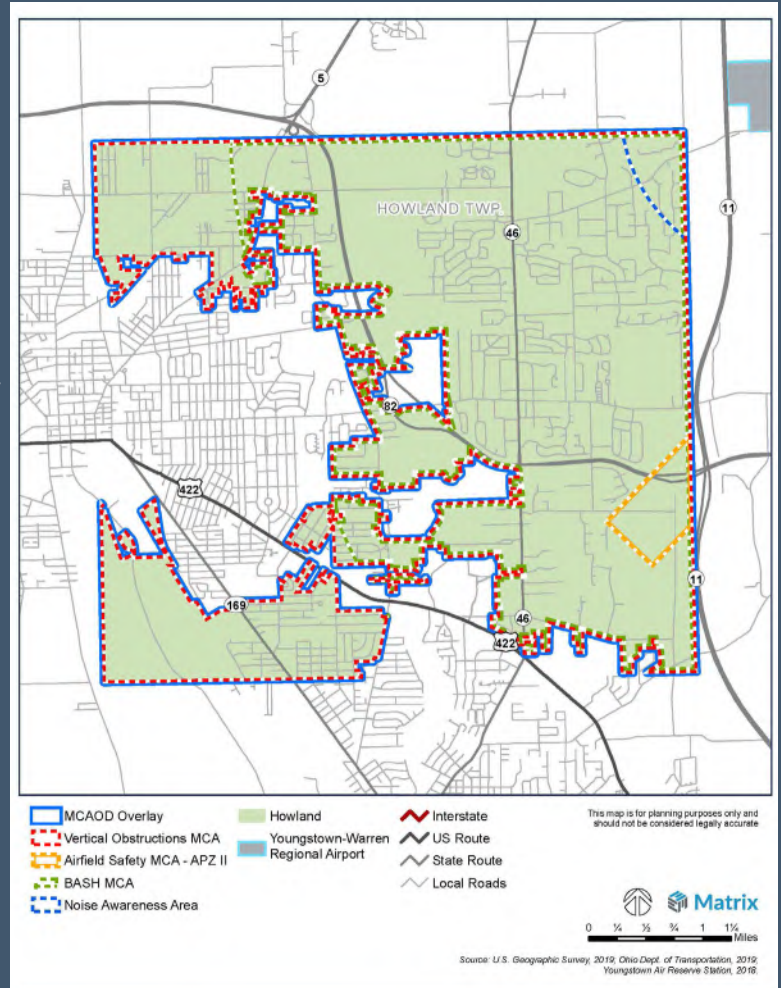 5
HOWLAND TWP.
11
46
82
422
169
11
46
422
MCAOD Overlay
Vertical Obstructions MCA
Airfield Safety MCA - APZ II
BASH MCA
Noise Awareness Area
Howland
Youngstown-Warren
Regional Airport
Interstate
US Route
State Route
Local Roads
This map is for planning purposes only and
should not be considered legally accurate
Matrix
0 ¼ ½ ¾ 1 1¼
Miles
Source: U.S. Geographic Survey, 2019; Ohio Dept. of Transportation, 2019;
Youngstown Air Reserve Station, 2018.